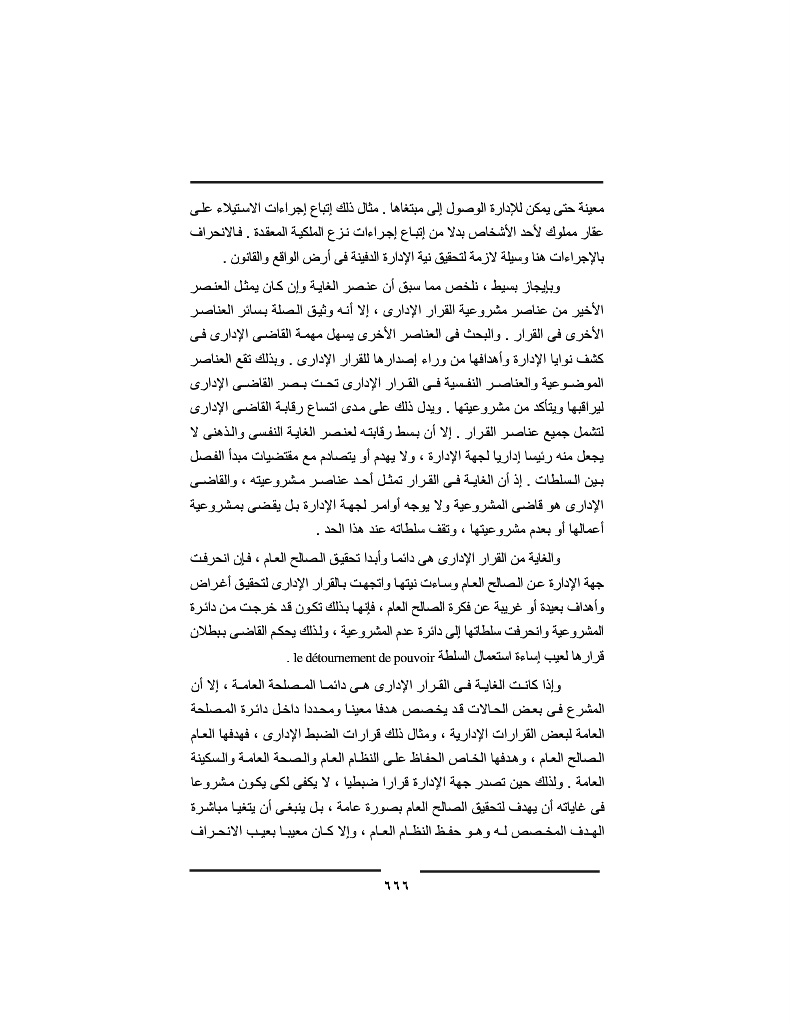 معينة حتى يمكن للإدارة الوصول إلى مبتغاها . مثال ذلك إتباع إجراءات الاستيلاء على
عقار مملوك لأحد الأشخاص بدلا من إتباع إجراءات نزع الملكية المعقدة . فالانحراف
بالإجراءات هنا وسيلة لازمة لتحقيق نية الإدارة الدفينة فى أرض الواقع والقانون .
وبإيجاز بسيط ، نلخص مما سبق أن عنصر الغاية وإن كان يمثل العنصر
الأخير من عناصر مشروعية القرار الإدارى ، إلا أنه وثيق الصلة بسائر العناصر
الأخرى فى القرار . والبحث فى العناصر الأخرى يسهل مهمة القاضى الإدارى فى
كشف نوايا الإدارة وأهدافها من وراء إصدارها للقرار الإدارى . وبذلك تقع العناصر
الموضوعية والعناصر النفسية فى القرار الإدارى تحت بصر القاضى الإدارى
ليراقبها ويتأكد من مشروعيتها . ويدل ذلك على مدى اتساع رقابة القاضى الإدارى
لتشمل جميع عناصر القرار . إلا أن بسط رقابته لعنصر الغاية النفسى والذهنى لا
يجعل منه رئيسا إداريا لجهة الإدارة ، ولا يهدم أو يتصادم مع مقتضيات مبدأ الفصل
بين السلطات . إذ أن الغاية فى القرار تمثل أحد عناصر مشروعيته ، والقاضى
الإدارى هو قاضى المشروعية ولا يوجه أوامر لجهة الإدارة بل يقضى بمشروعية
أعمالها أو بعدم مشروعيتها ، وتقف سلطاته عند هذا الحد .
والغاية من القرار الإدارى هى دائما وأبدا تحقيق الصالح العام ، فإن انحرفت
جهة الإدارة عن الصالح العام وساءت نيتها واتجهت بالقرار الإدارى لتحقيق أغراض
وأهداف بعيدة أو غريبة عن فكرة الصالح العام ، فإنها بذلك تكون قد خرجت من دائرة
المشروعية وانحرفت سلطاتها إلى دائرة عدم المشروعية ، ولذلك يحكم القاضى ببطلان
قرارها لعيب إساءة استعمال السلطة le détournement de pouvoir .
وإذا كانت الغاية فى القرار الإدارى هى دائما المصلحة العامة ، إلا أن
المشرع فى بعض الحالات قد يخصص هدفا معينا ومحددا داخل دائرة المصلحة
العامة لبعض القرارات الإدارية ، ومثال ذلك قرارات الضبط الإدارى ، فهدفها العام
الصالح العام ، وهدفها الخاص الحفاظ على النظام العام والصحة العامة والسكينة
العامة . ولذلك حين تصدر جهة الإدارة قرارا ضبطيا ، لا يكفى لكى يكون مشروعا
فى غاياته أن يهدف لتحقيق الصالح العام بصورة عامة ، بل ينبغى أن يتغيا مباشرة
الهدف المخصص له وهو حفظ النظام العام ، وإلا كان معيبا بعيب الانحراف
٦٦٦